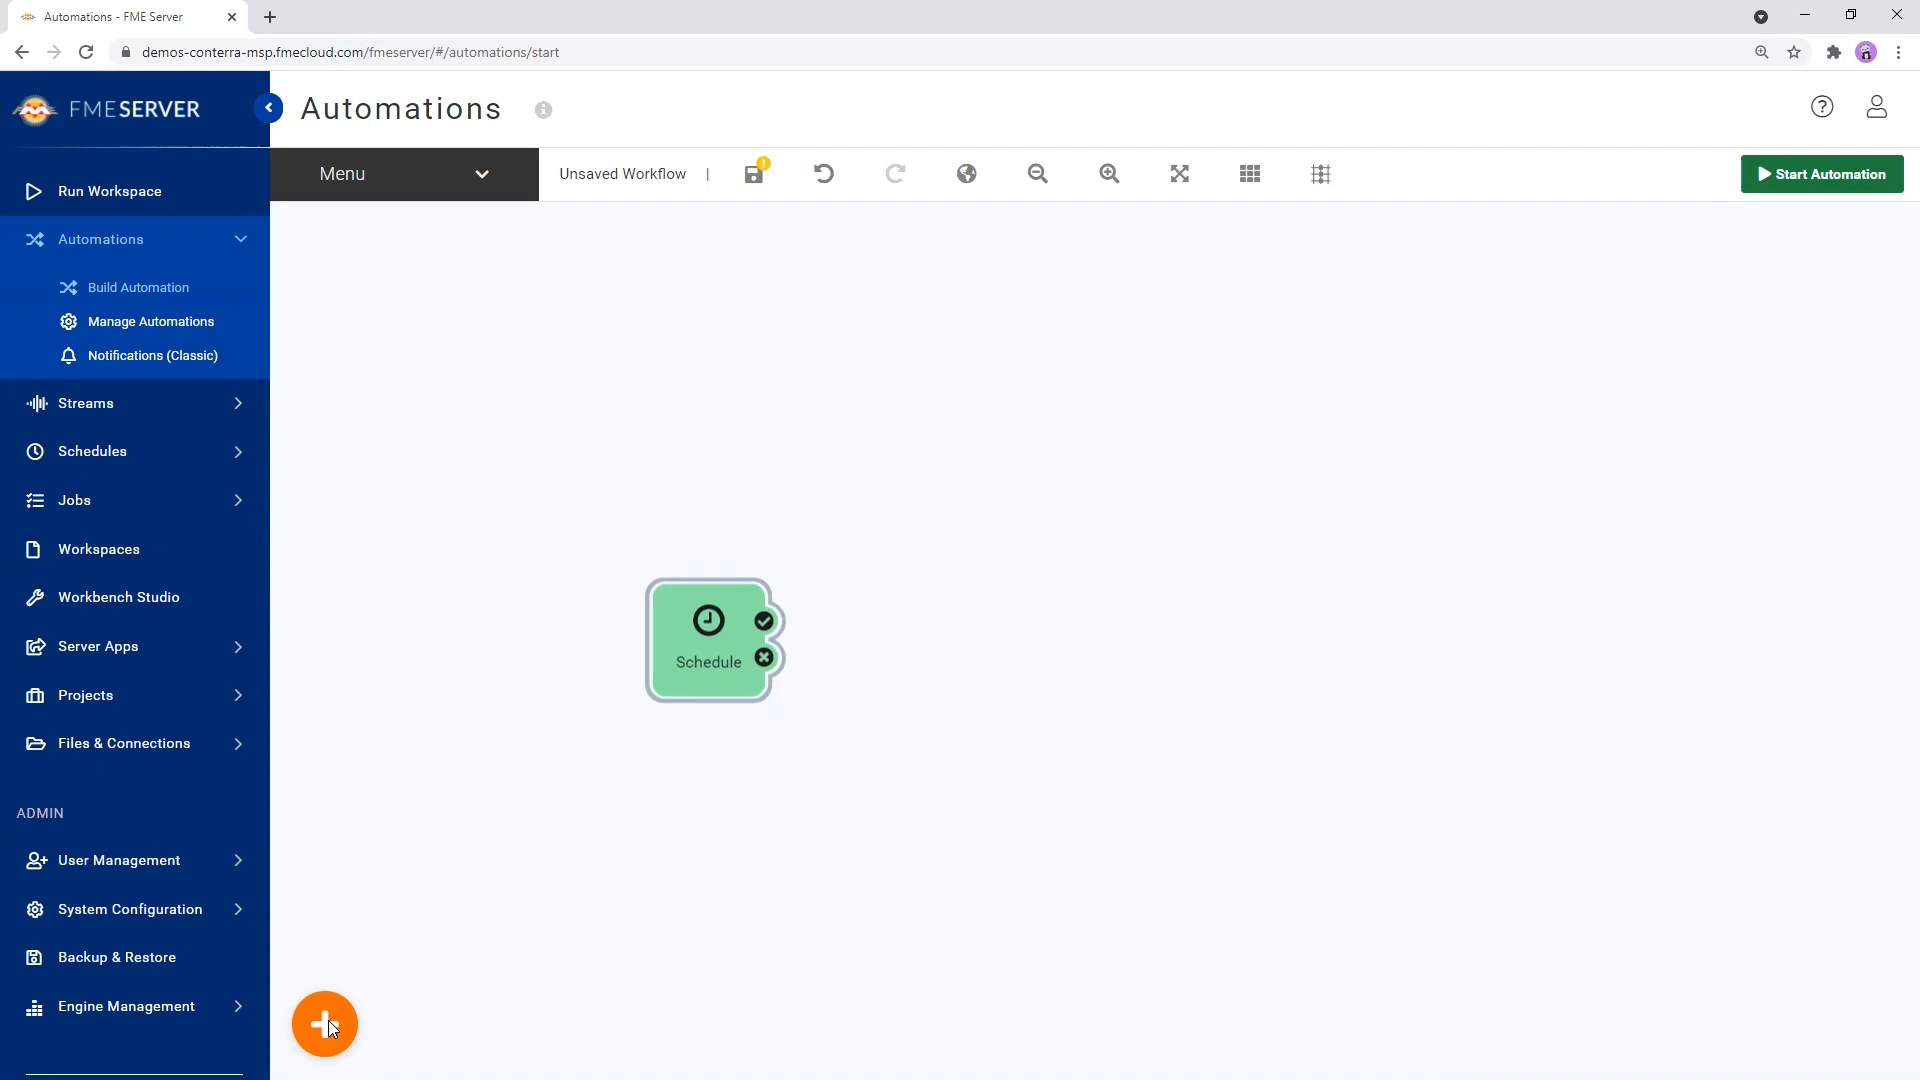 Automations - FME Server
demos-conterra-msp.fmecloud.com/fmeserver/#/automations/start
FMESERVER
Automations
Menu
Unsaved Workflow |
Start Automation
Run Workspace
Automations
Build Automation
Manage Automations
Notifications (Classic)
Streams
Schedules
Jobs
Workspaces
Workbench Studio
Server Apps
Projects
Files & Connections
ADMIN
User Management
System Configuration
Backup & Restore
Engine Management
Schedule